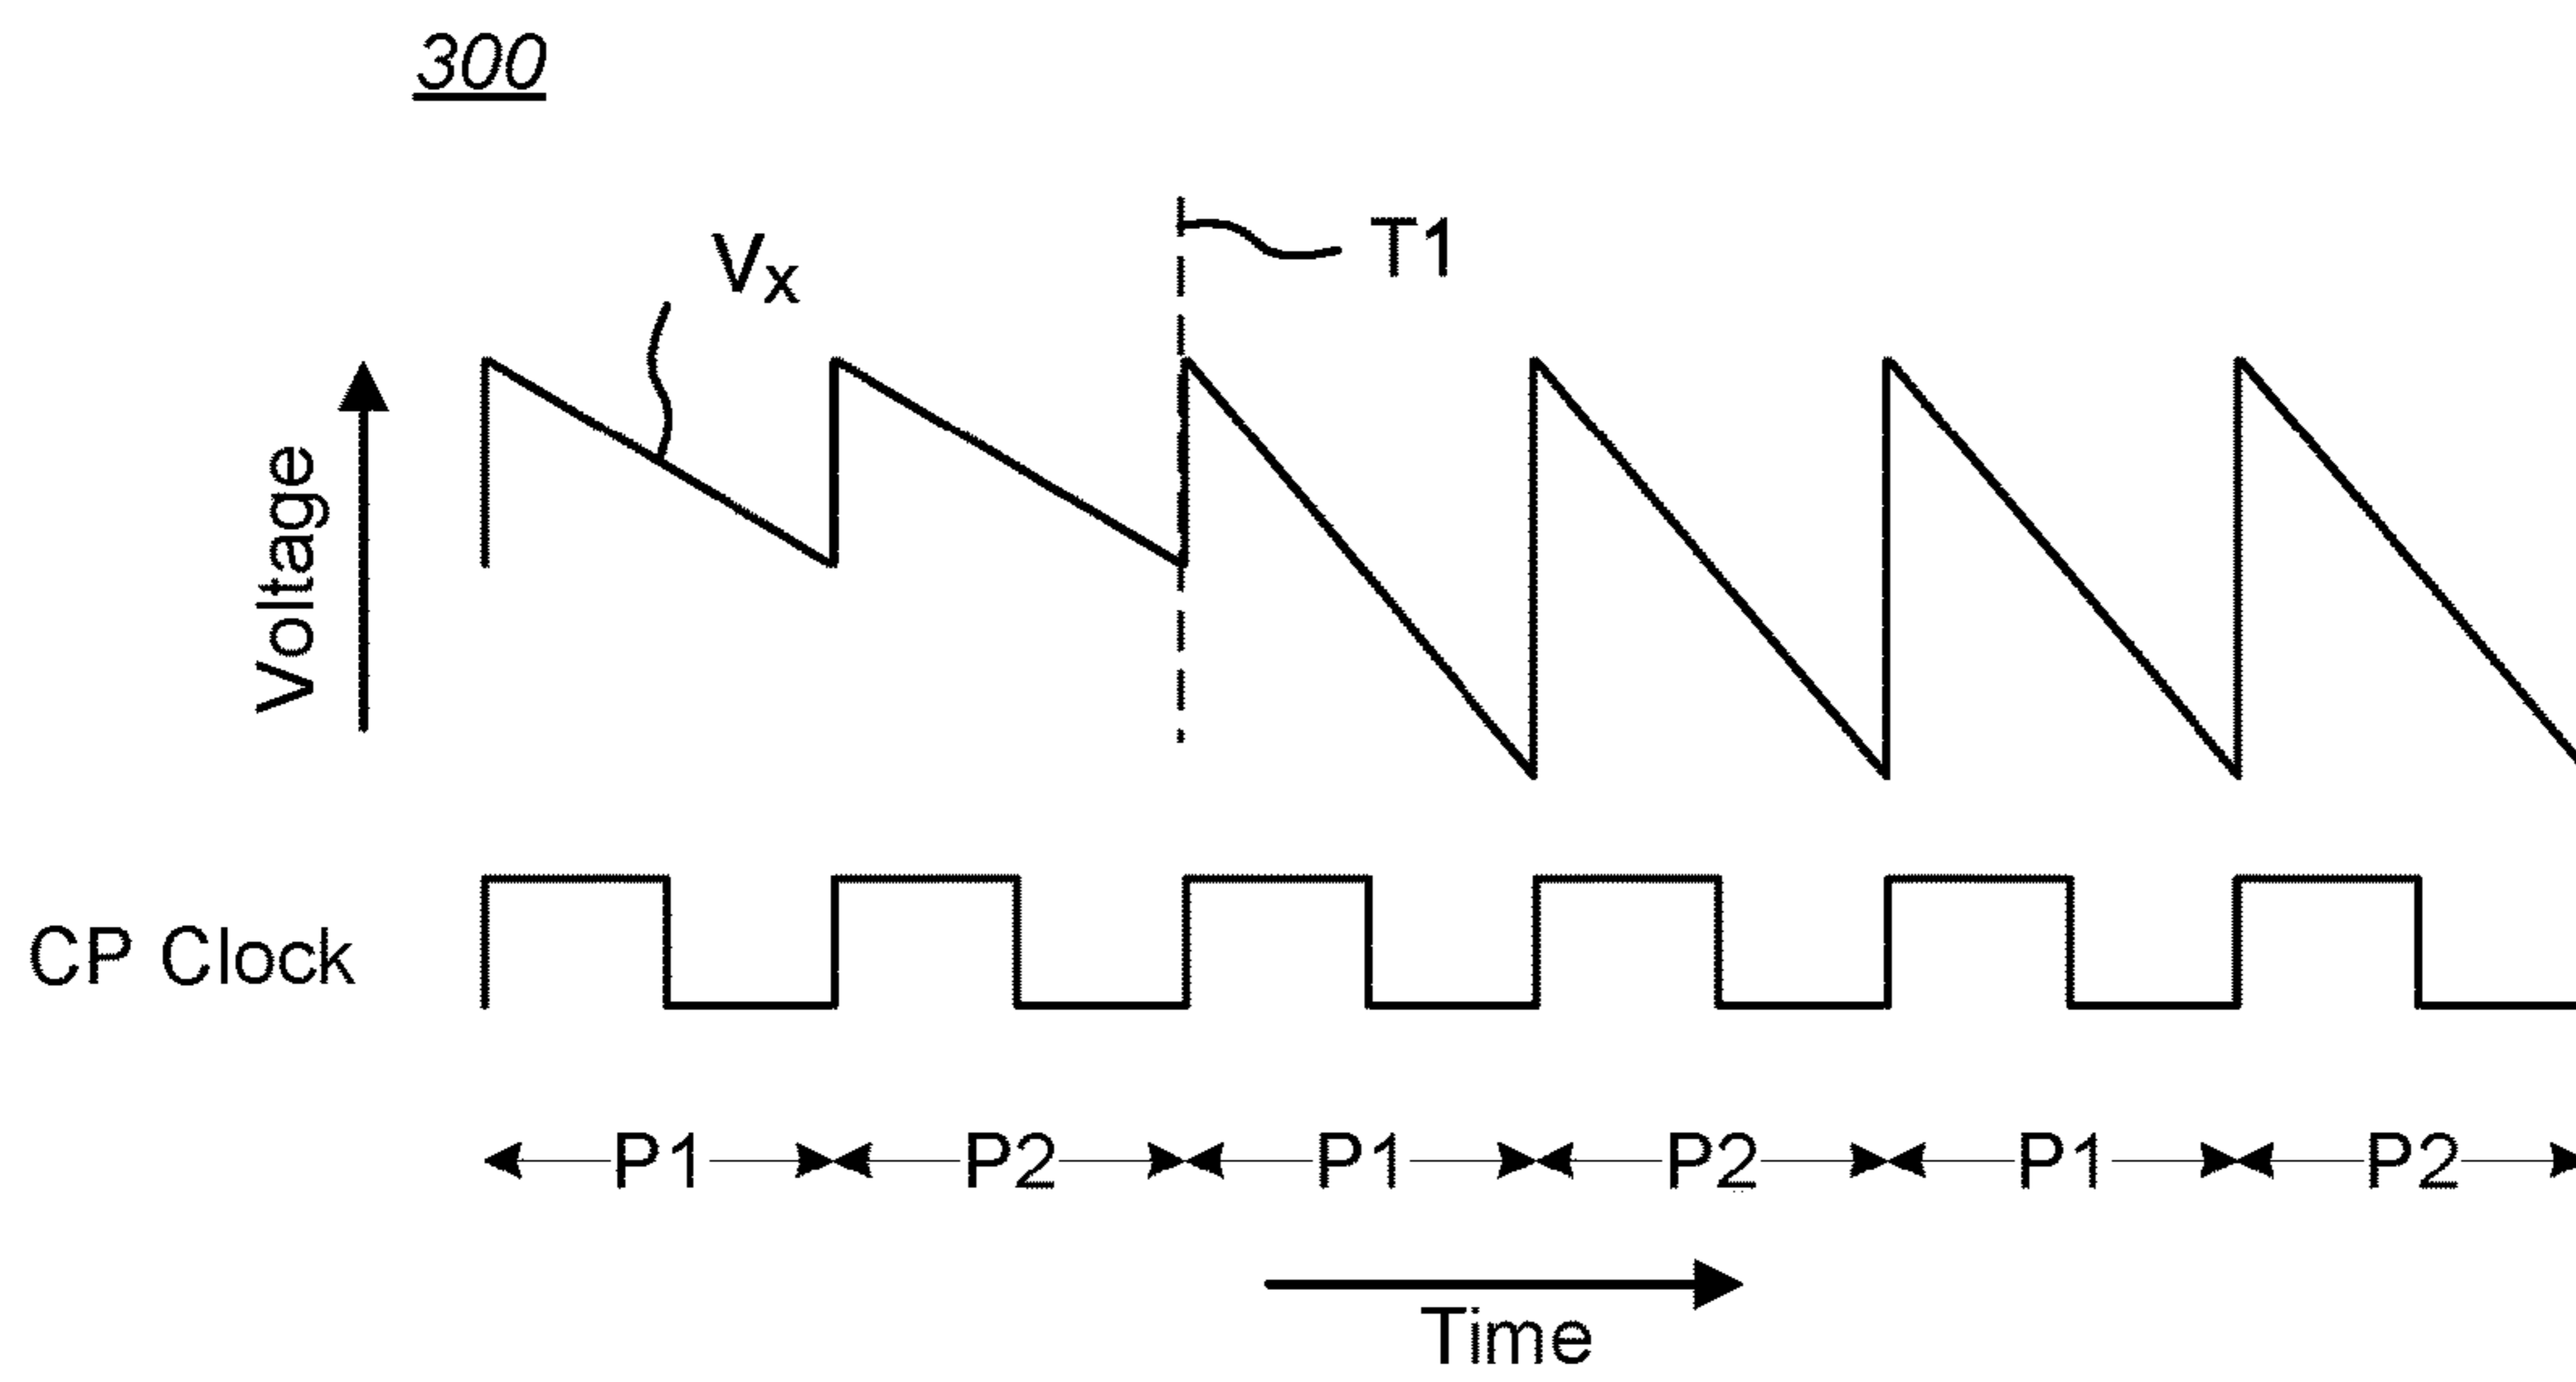 300
T1
Vx
Voltage
CP Clock
P1 P2 P1 P2 P1 P2
Time